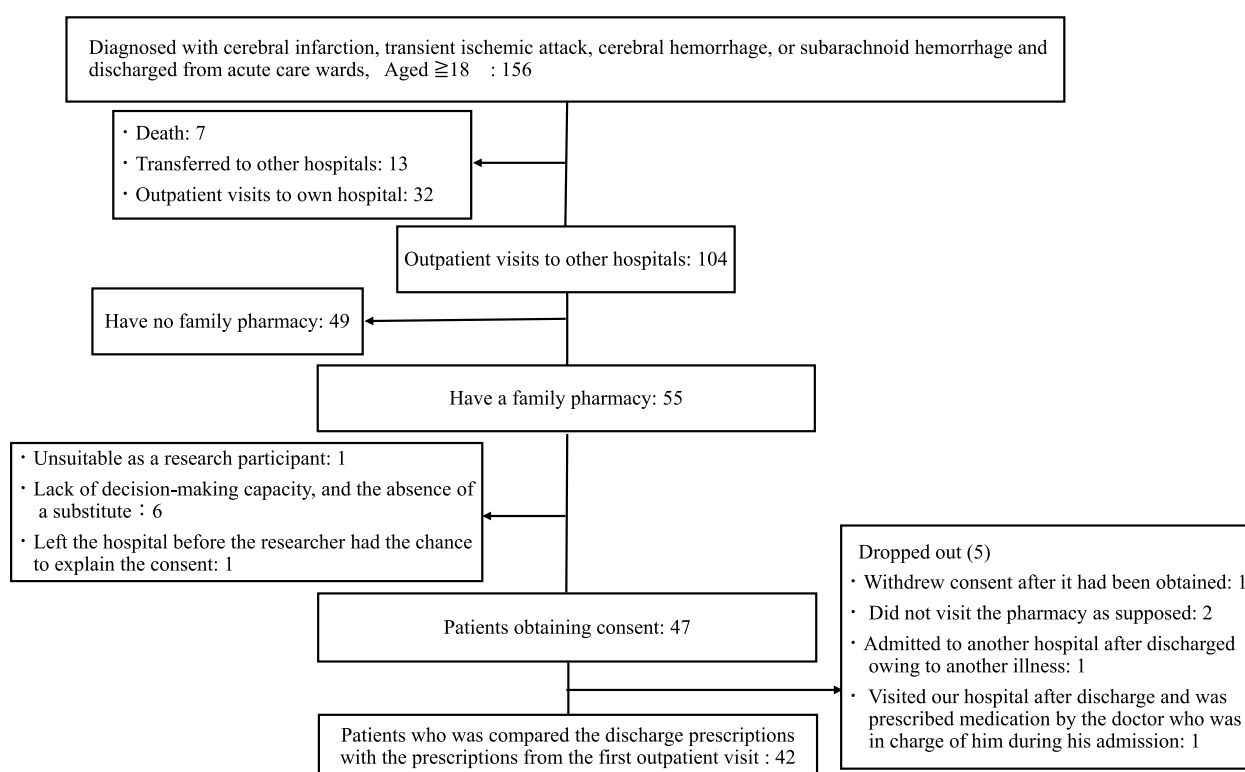 Diagnosed with cerebral infarction, transient ischemic attack, cerebral hemorrhage, or subarachnoid hemorrhage and
discharged from acute care wards, Aged ≧18 : 156
・Death: 7
・Transferred to other hospitals: 13
・Outpatient visits to own hospital: 32
Outpatient visits to other hospitals: 104
Have no family pharmacy: 49
Have a family pharmacy: 55
・Unsuitable as a research participant: 1
・Lack of decision-making capacity, and the absence of
a substitute：6
・Left the hospital before the researcher had the chance
to explain the consent: 1
Patients obtaining consent: 47
Dropped out (5)
・Withdrew consent after it had been obtained: 1
・Did not visit the pharmacy as supposed: 2
・Admitted to another hospital after discharged
owing to another illness: 1
・Visited our hospital after discharge and was
prescribed medication by the doctor who was
in charge of him during his admission: 1
Patients who was compared the discharge prescriptions
with the prescriptions from the first outpatient visit : 42